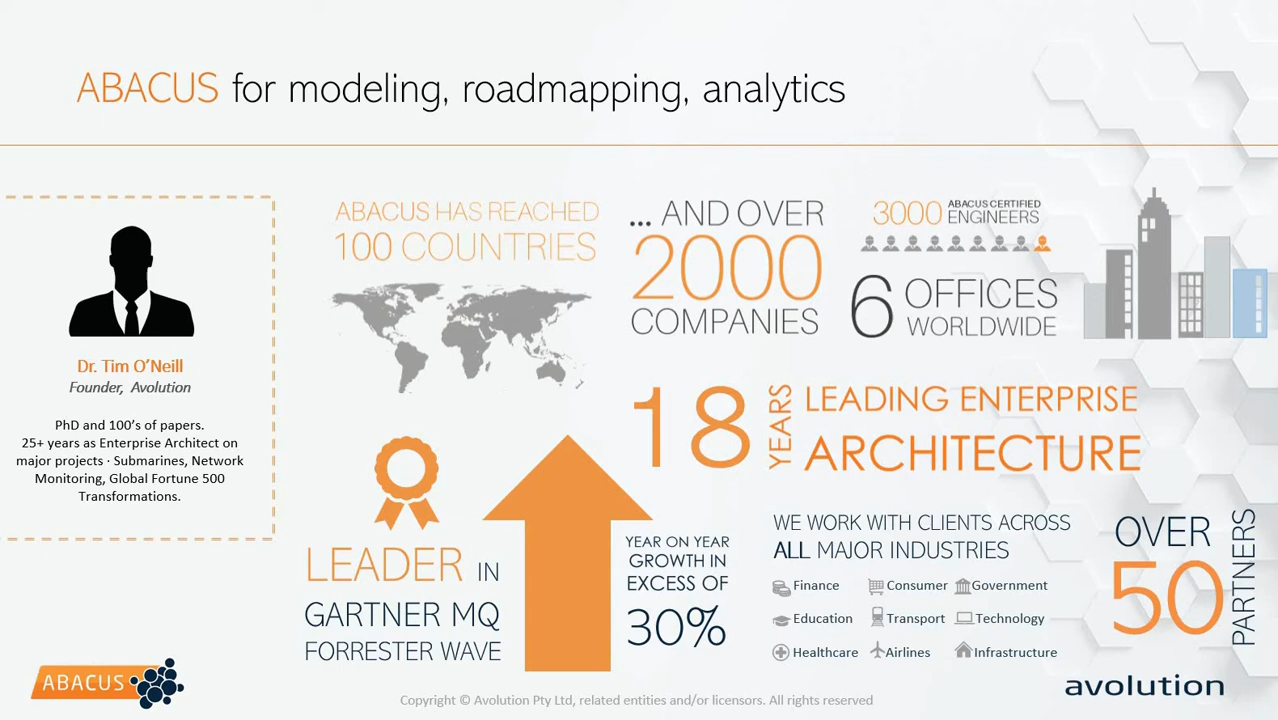 ABACUS for modeling, roadmapping, analytics
Dr. Tim O'Neill
Founder, Avolution
PhD and 100's of papers.
25+ years as Enterprise Architect on
major projects · Submarines, Network
Monitoring, Global Fortune 500
Transformations.
ABACUS HAS REACHED
100 COUNTRIES
... AND OVER
2000
COMPANIES
3000 ABACUS CERTIFIED
ENGINEERS
6 OFFICES
WORLDWIDE
18 YEARS LEADING ENTERPRISE
ARCHITECTURE
LEADER IN
GARTNER MQ
FORRESTER WAVE
YEAR ON YEAR
GROWTH IN
EXCESS OF
30%
WE WORK WITH CLIENTS ACROSS
ALL MAJOR INDUSTRIES
Finance Consumer Government
Education Transport Technology
Healthcare Airlines Infrastructure
OVER
50
PARTNERS
ABACUS
Copyright © Avolution Pty Ltd, related entities and/or licensors. All rights reserved
avolution